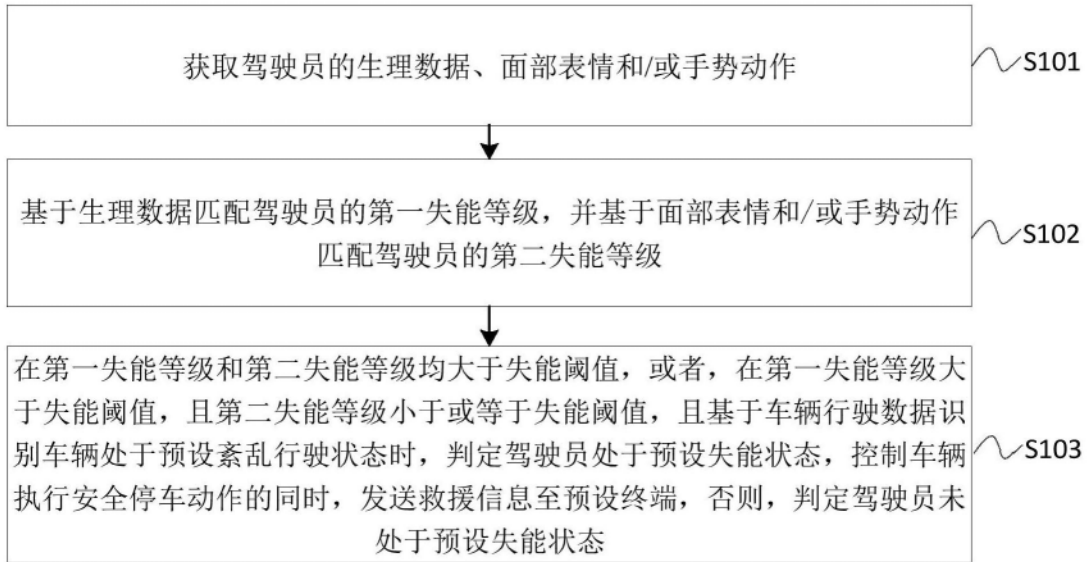 获取驾驶员的生理数据、面部表情和/或手势动作
S101
基于生理数据匹配驾驶员的第一失能等级，并基于面部表情和/或手势动作
匹配驾驶员的第二失能等级
S102
在第一失能等级和第二失能等级均大于失能阈值，或者，在第一失能等级大
于失能阈值，且第二失能等级小于或等于失能阈值，且基于车辆行驶数据识
别车辆处于预设紊乱行驶状态时，判定驾驶员处于预设失能状态，控制车辆
执行安全停车动作的同时，发送救援信息至预设终端，否则，判定驾驶员未
处于预设失能状态
S103